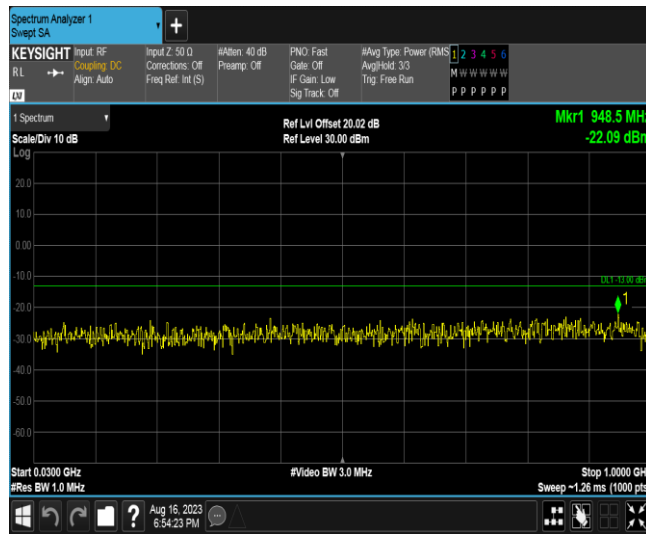 Spectrum Analyzer 1
Swept SA
KEYSIGHT
RL
LXI
Input: RF
Coupling: DC
Align: Auto
Input Z: 50 Ω
Corrections: Off
Freq Ref: Int (S)
#Atten: 40 dB
Preamp: Off
PNO: Fast
Gate: Off
IF Gain: Low
Sig Track: Off
#Avg Type: Power (RMS
Avg|Hold: 3/3
Trig: Free Run
1 2 3 4 5 6
M W W W W W
P P P P P P
1 Spectrum
Scale/Div 10 dB
Log
Ref Lvl Offset 20.02 dB
Ref Level 30.00 dBm
Mkr1 948.5 MHz
-22.09 dBm
20.0
10.0
0.00
-10.0
DL1 -13.00 dBm
-20.0
1
-30.0
-40.0
-50.0
-60.0
Start 0.0300 GHz
#Res BW 1.0 MHz
#Video BW 3.0 MHz
Stop 1.0000 GH
Sweep ~1.26 ms (1000 pts
?
Aug 16, 2023
6:54:23 PM